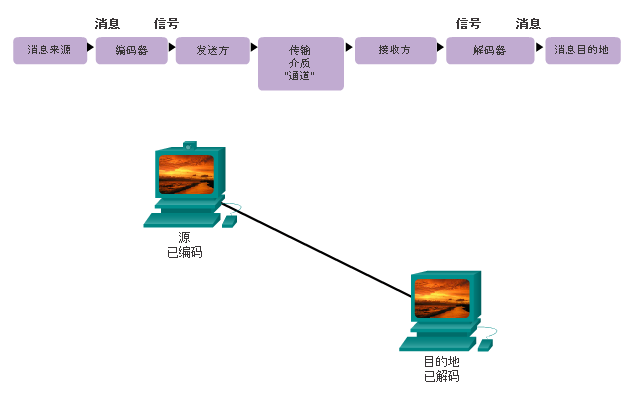 消息 信号 信号 消息
消息来源 编码器 发送方 传输 接收方 解码器 消息目的地
介质
"通道"
源
已编码
目的地
已解码